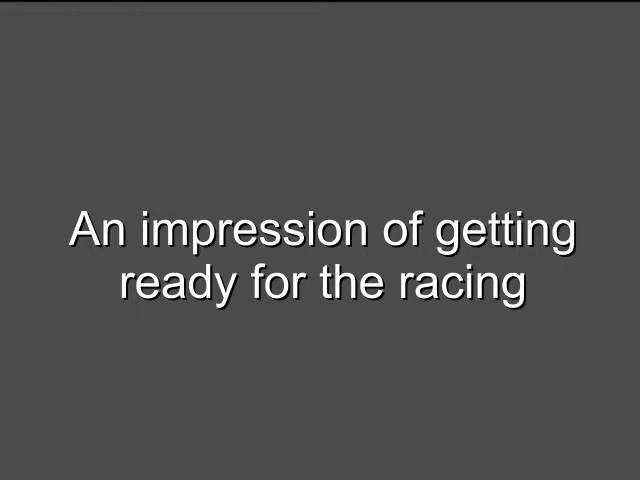 An impression of getting
ready for the racing